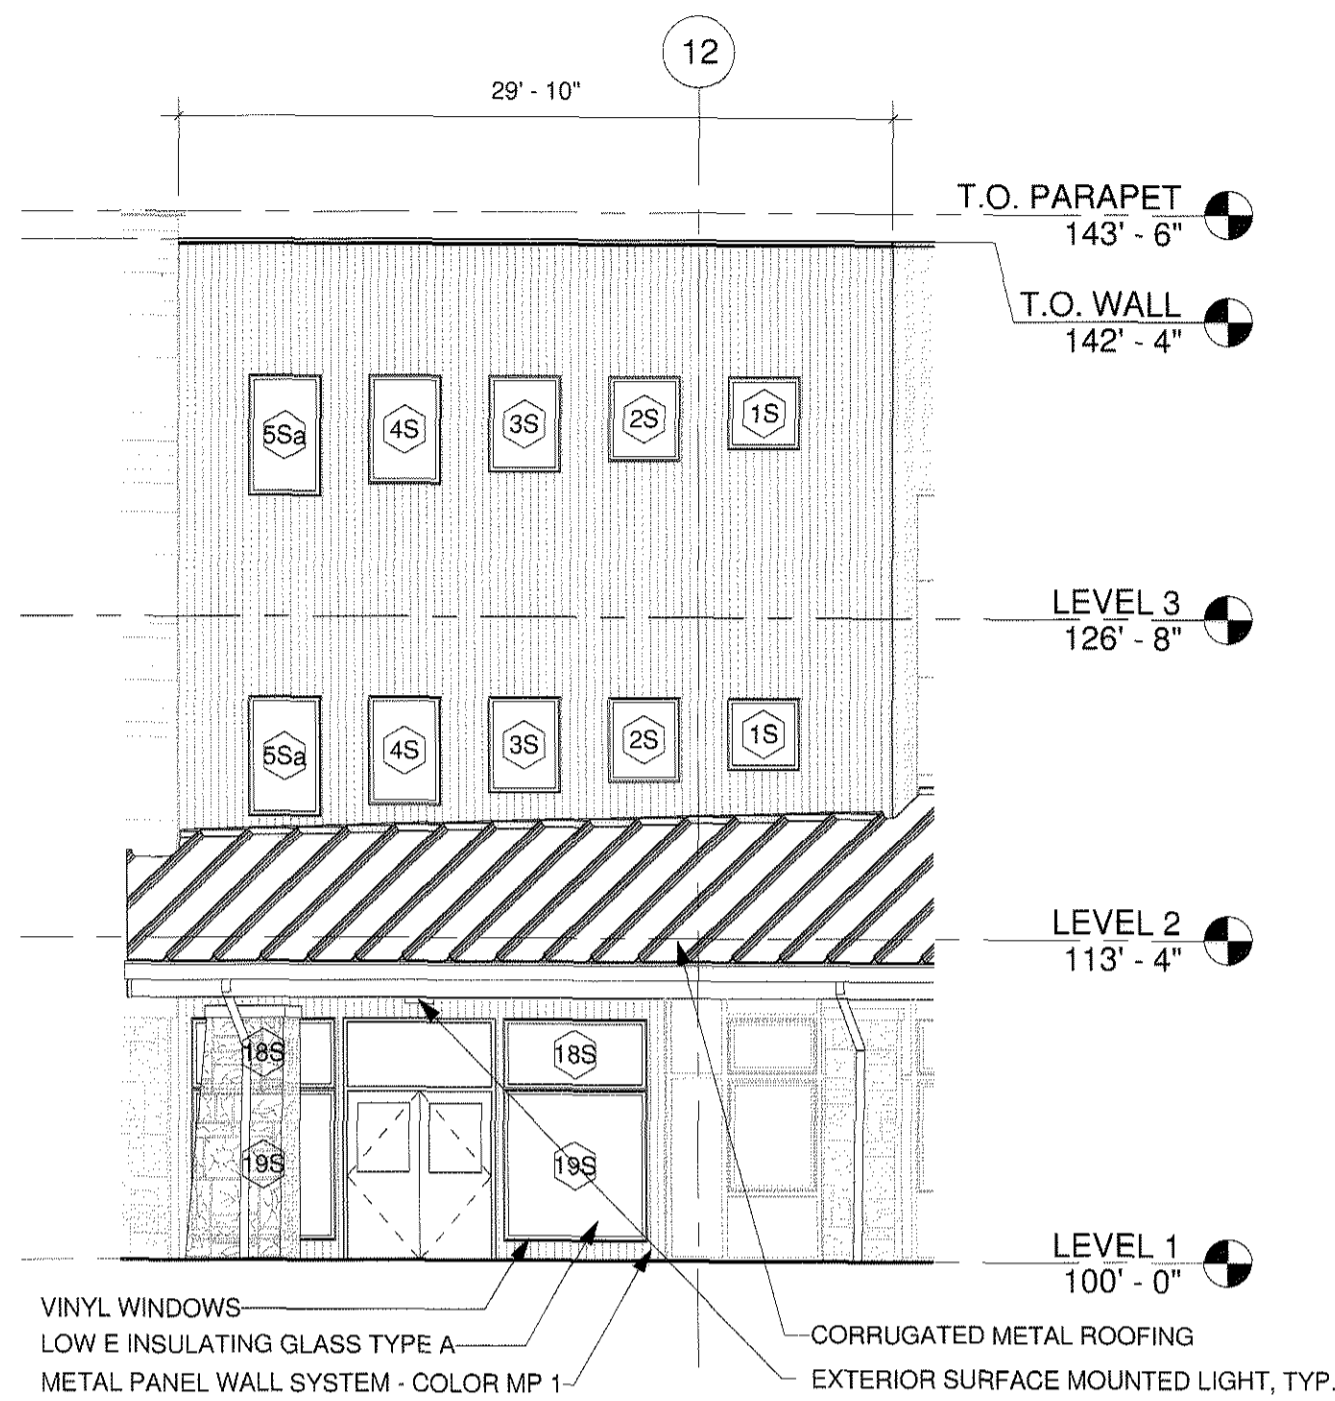 12
29' - 10"
T.O. PARAPET
143' - 6"
T.O. WALL
142' - 4"
5Sa 4S 3S 2S 1S
LEVEL 3
126' - 8"
5Sa 4S 3S 2S 1S
LEVEL 2
113' - 4"
18S 18S
19S 19S
LEVEL 1
100' - 0"
VINYL WINDOWS
LOW E INSULATING GLASS TYPE A
METAL PANEL WALL SYSTEM - COLOR MP 1
CORRUGATED METAL ROOFING
EXTERIOR SURFACE MOUNTED LIGHT, TYP.